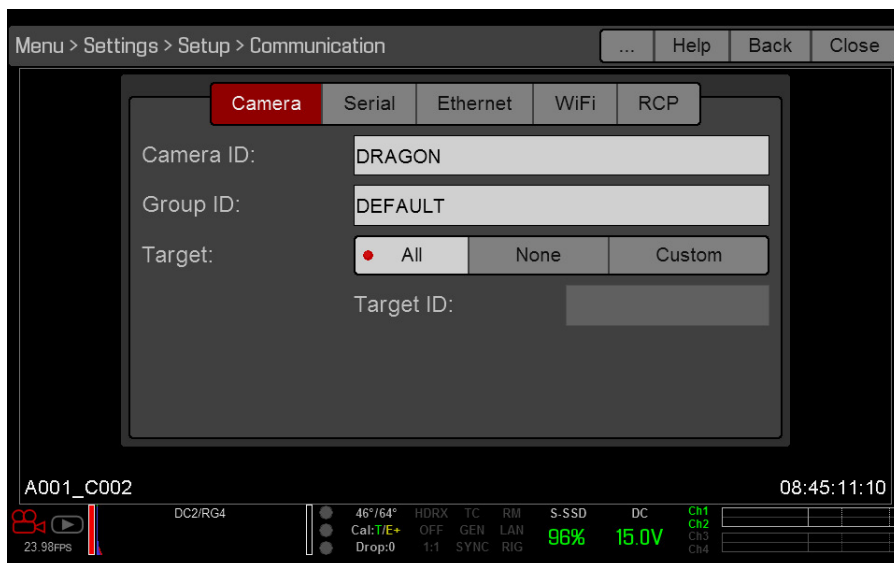 Menu > Settings > Setup > Communication ... Help Back Close
Camera Serial Ethernet WiFi RCP
Camera ID: DRAGON
Group ID: DEFAULT
Target: All None Custom
Target ID:
A001_C002 08:45:11:10
DC2/RG4 46°/64° HDRX TC RM S-SSD DC Ch1
Cal:T/E+ OFF GEN LAN 96% 15.0V Ch2
23.98FPS Drop:0 1:1 SYNC RIG Ch3
Ch4